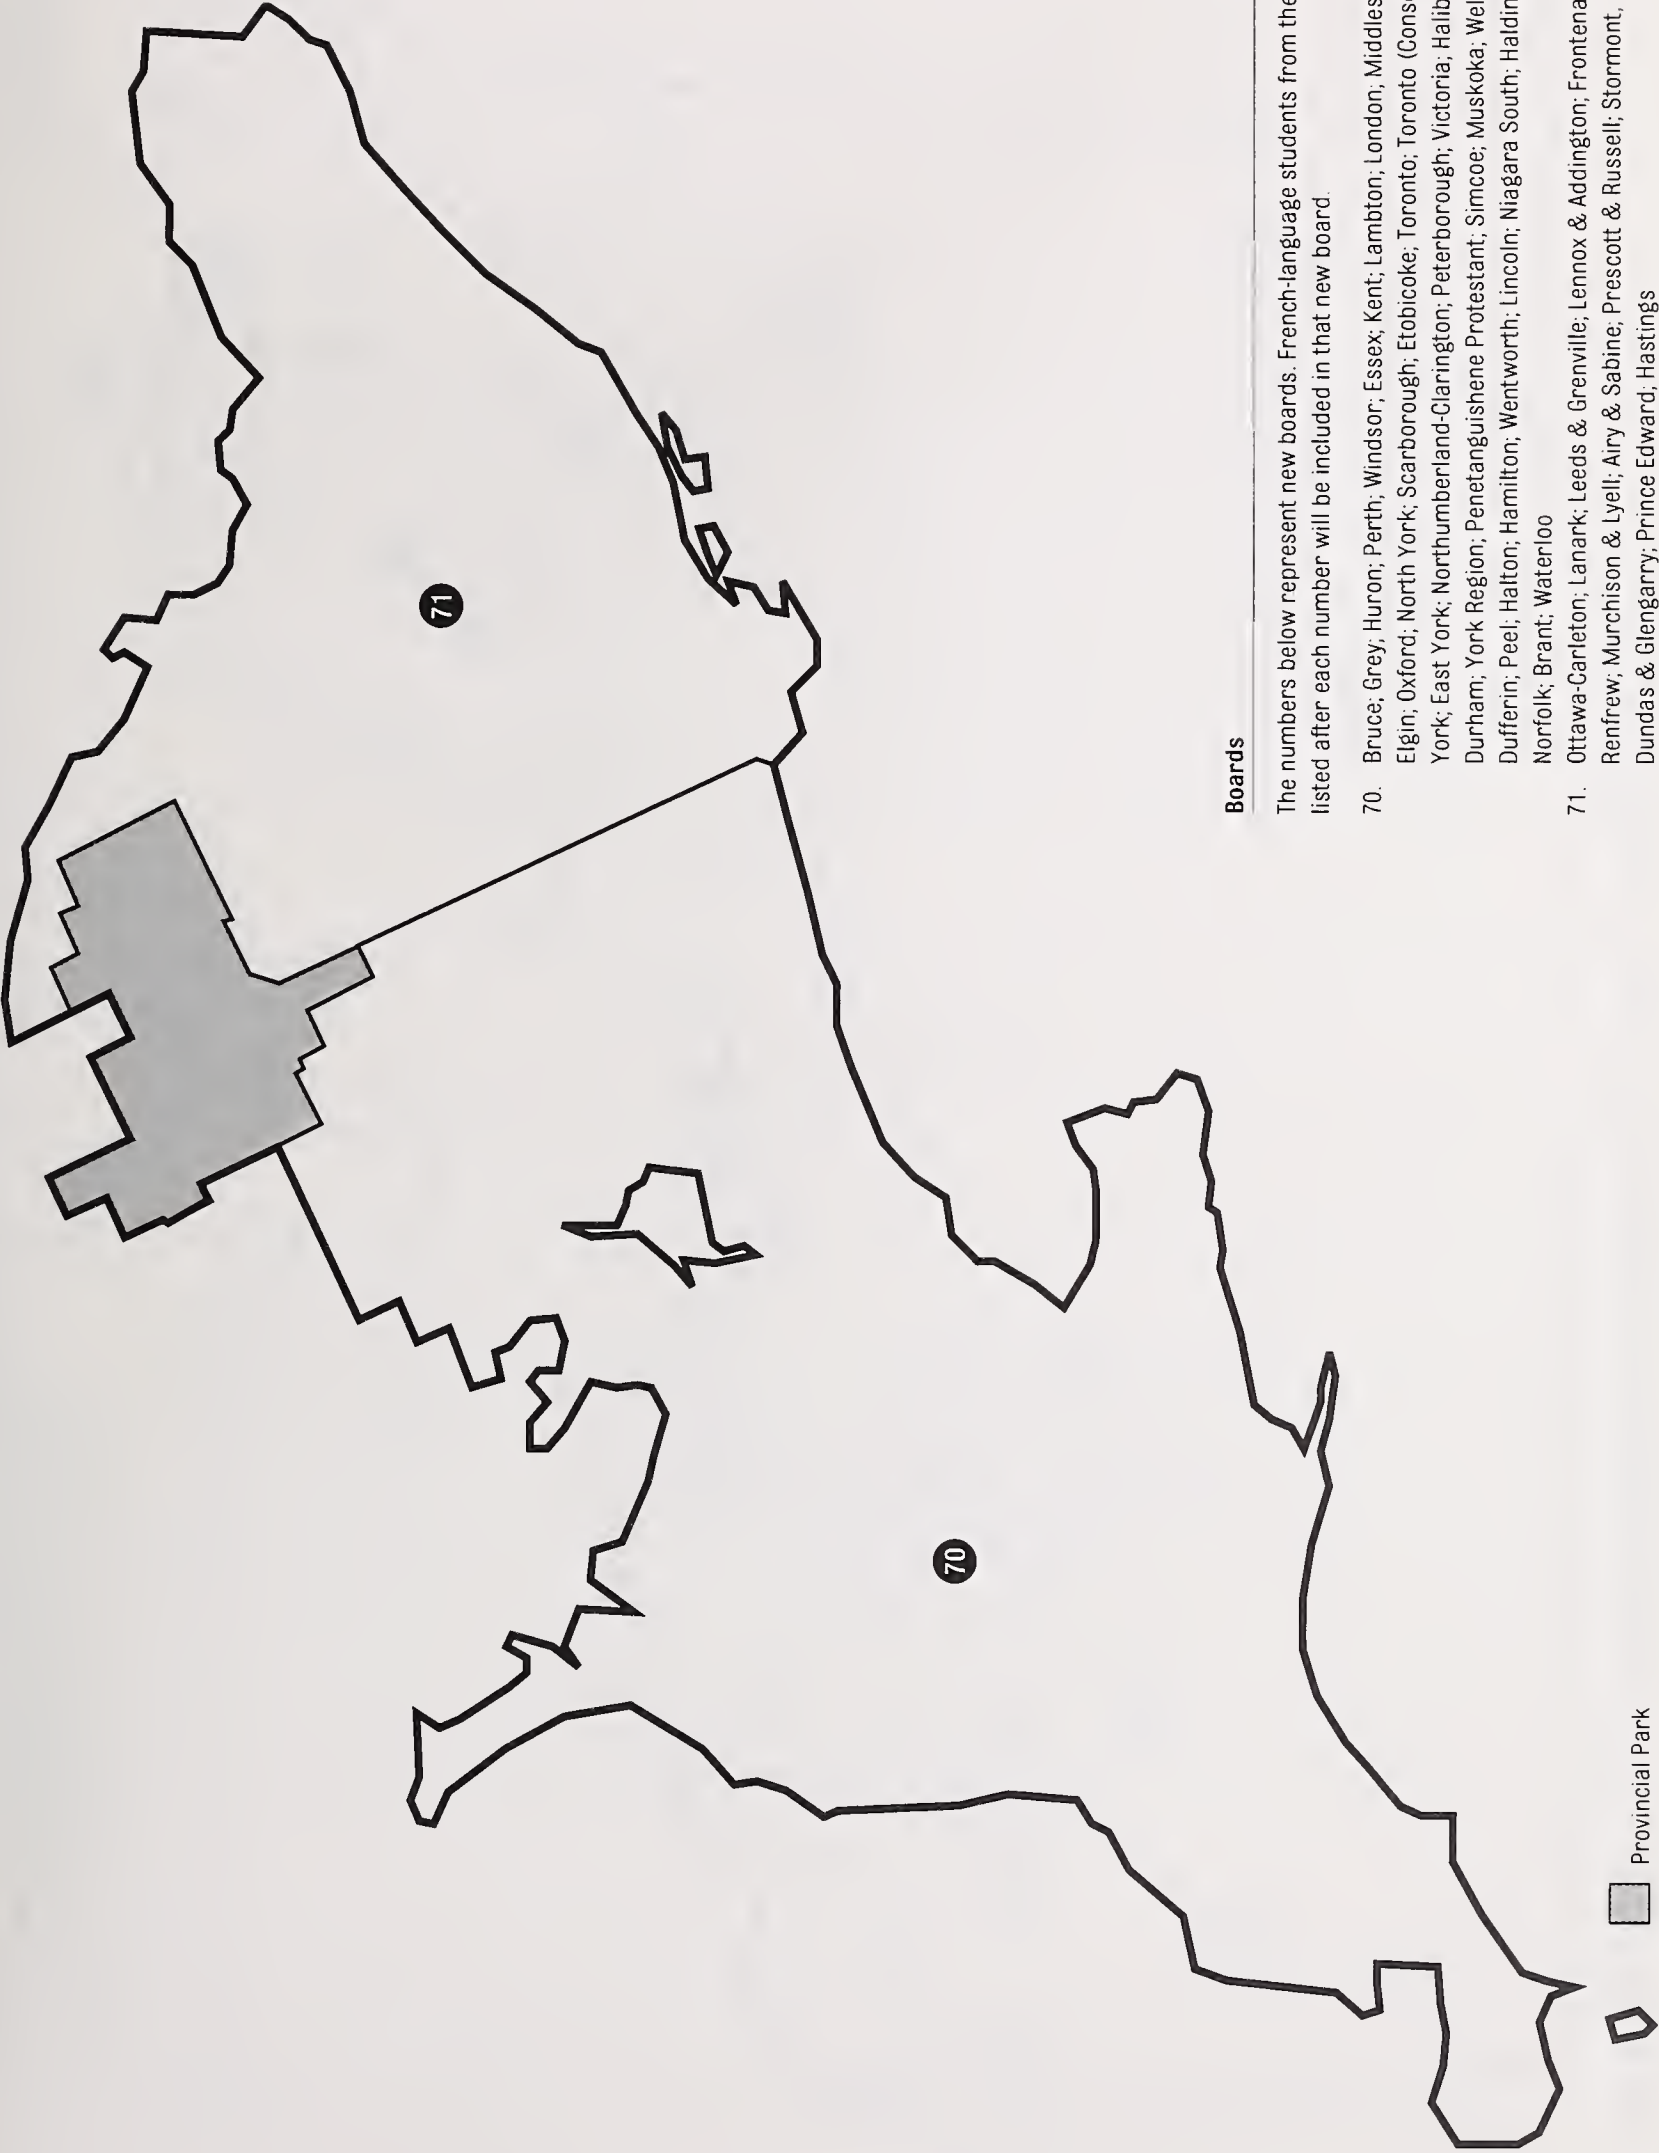 71
70
Boards
The numbers below represent new boards. French-language students from the
listed after each number will be included in that new board.
70. Bruce; Grey; Huron; Perth; Windsor; Essex; Kent; Lambton; London; Middles
Elgin; Oxford; North York; Scarborough; Etobicoke; Toronto; Toronto (Cons
York; East York; Northumberland-Clarington; Peterborough; Victoria; Halib
Durham; York Region; Penetanguishene Protestant; Simcoe; Muskoka; Wel
Dufferin; Peel; Halton; Hamilton; Wentworth; Lincoln; Niagara South; Haldin
Norfolk; Brant; Waterloo
71. Ottawa-Carleton; Lanark; Leeds & Grenville; Lennox & Addington; Frontena
Renfrew; Murchison & Lyell; Airy & Sabine; Prescott & Russell; Stormont,
Dundas & Glengarry; Prince Edward; Hastings
Provincial Park